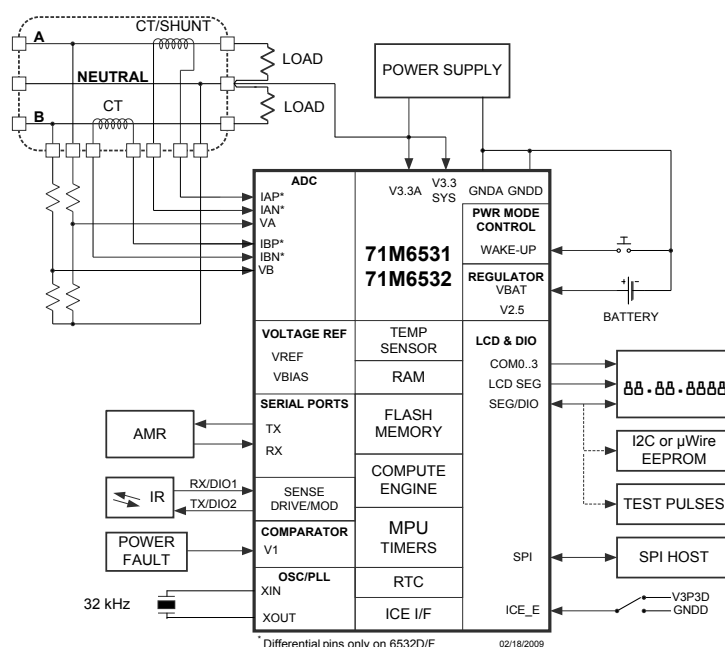 CT/SHUNT
A
LOAD
NEUTRAL
POWER SUPPLY
CT
LOAD
B
ADC
V3.3A
V3.3
SYS
GNDA GNDD
IAP*
IAN*
VA
IBP*
IBN*
VB
71M6531
71M6532
PWR MODE
CONTROL
WAKE-UP
REGULATOR
VBAT
V2.5
BATTERY
VOLTAGE REF
VREF
VBIAS
TEMP
SENSOR
RAM
LCD & DIO
COM0..3
LCD SEG
SEG/DIO
88.88.8888
SERIAL PORTS
TX
RX
AMR
FLASH
MEMORY
I2C or µWire
EEPROM
IR
RX/DIO1
TX/DIO2
SENSE
DRIVE/MOD
COMPUTE
ENGINE
TEST PULSES
POWER
FAULT
COMPARATOR
V1
MPU
TIMERS
SPI
SPI HOST
OSC/PLL
XIN
XOUT
32 kHz
RTC
ICE I/F
ICE_E
V3P3D
GNDD
* Differential pins only on 6532D/F
02/18/2009